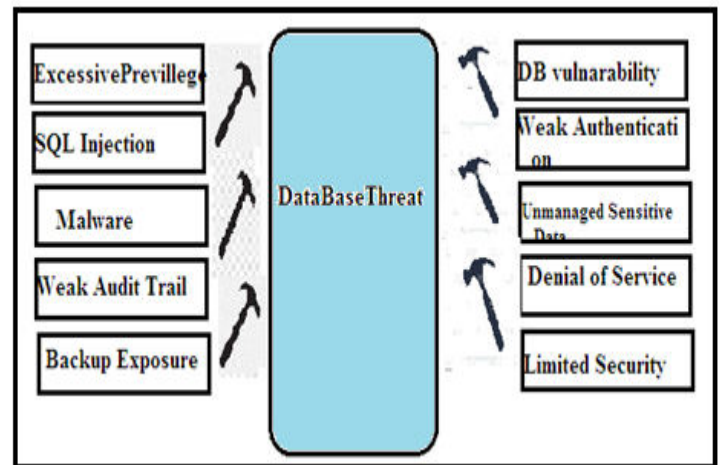 ExcessivePrevillege
SQL Injection
Malware
Weak Audit Trail
Backup Exposure
DataBaseThreat
DB vulnarability
Weak Authenticati
on
Unmanaged Sensitive
Data
Denial of Service
Limited Security